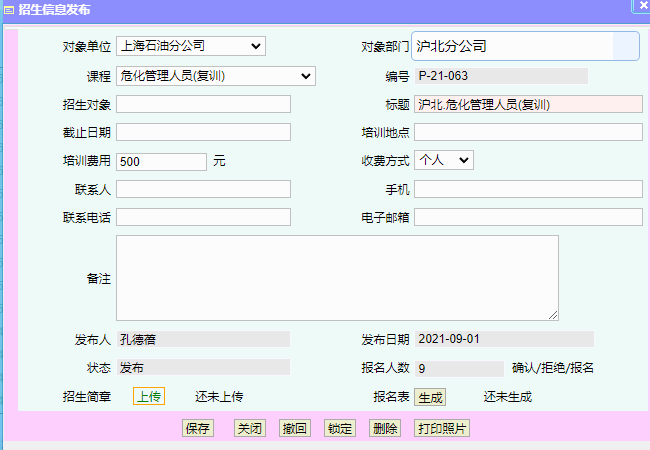 招生信息发布
对象单位 上海石油分公司 对象部门 沪北分公司
课程 危化管理人员(复训) 编号 P-21-063
招生对象 标题 沪北.危化管理人员(复训)
截止日期 培训地点
培训费用 500 元 收费方式 个人
联系人 手机
联系电话 电子邮箱
备注
发布人 孔德蓓 发布日期 2021-09-01
状态 发布 报名人数 9 确认/拒绝/报名
招生简章 上传 还未上传 报名表 生成 还未生成
保存 关闭 撤回 锁定 删除 打印照片